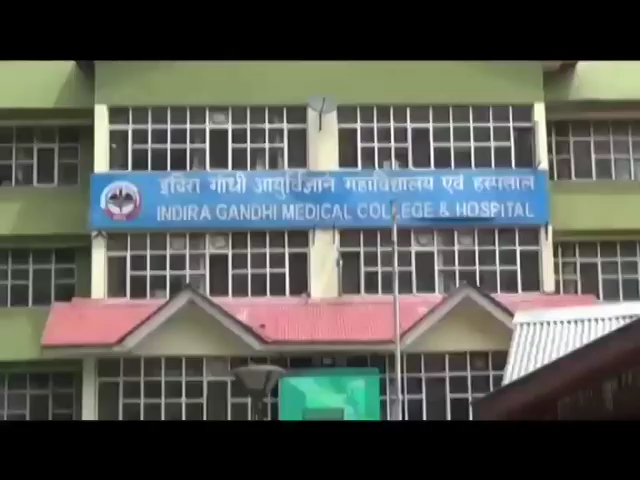 इंदिरा गाँधी आयुर्विज्ञान महाविद्यालय एवं हस्पताल
INDIRA GANDHI MEDICAL COLLEGE & HOSPITAL